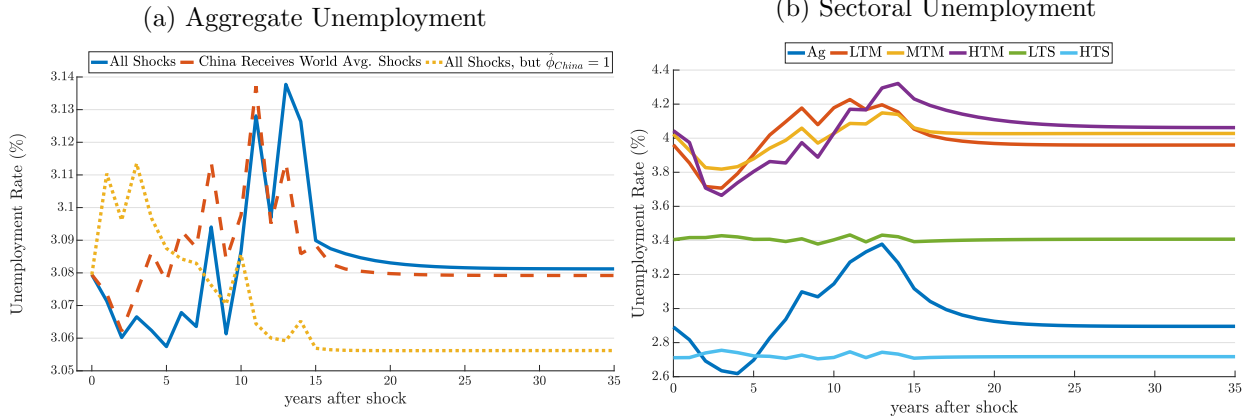 (a) Aggregate Unemployment
All Shocks China Receives World Avg. Shocks All Shocks, but $\hat{\phi}_{China} = 1$
Unemployment Rate (%)
3.14
3.13
3.12
3.11
3.1
3.09
3.08
3.07
3.06
3.05
0 5 10 15 20 25 30 35
years after shock
(b) Sectoral Unemployment
Ag LTM MTM HTM LTS HTS
Unemployment Rate (%)
4.4
4.2
4
3.8
3.6
3.4
3.2
3
2.8
2.6
0 5 10 15 20 25 30 35
years after shock